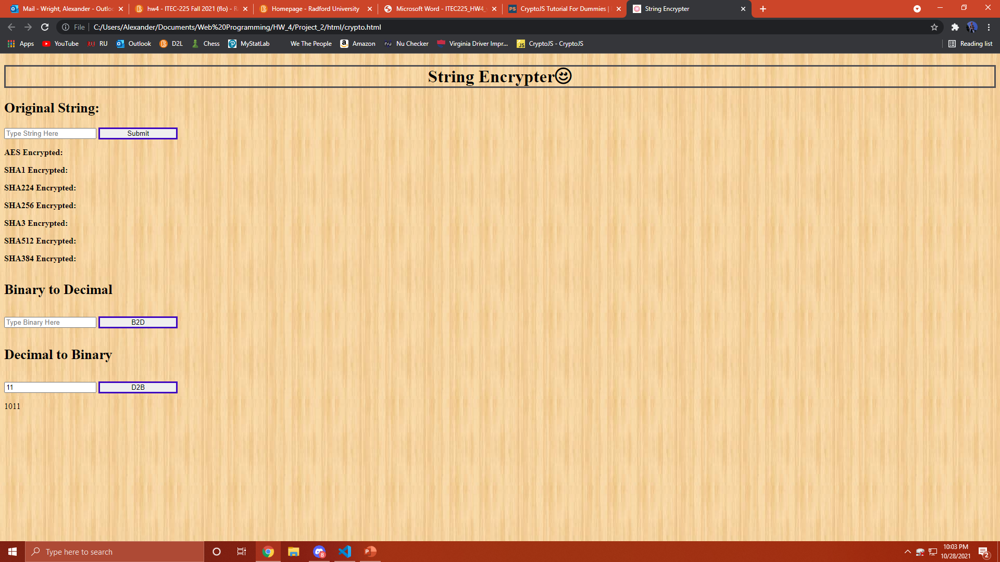 Mail - Wright, Alexander - Outlo
hw4 - ITEC-225 Fall 2021 (flo) - R
Homepage - Radford University
Microsoft Word - ITEC225_HW4_
CryptoJS Tutorial For Dummies |
String Encrypter
File
C:/Users/Alexander/Documents/Web%20Programming/HW_4/Project_2/html/crypto.html
Apps
YouTube
RU
Outlook
D2L
Chess
MyStatLab
We The People
Amazon
Nu Checker
Virginia Driver Impr...
CryptoJS - CryptoJS
Reading list
String Encrypter☺
Original String:
Type String Here
Submit
AES Encrypted:
SHA1 Encrypted:
SHA224 Encrypted:
SHA256 Encrypted:
SHA3 Encrypted:
SHA512 Encrypted:
SHA384 Encrypted:
Binary to Decimal
Type Binary Here
B2D
Decimal to Binary
11
D2B
1011
Type here to search
8
10:03 PM
10/28/2021
2